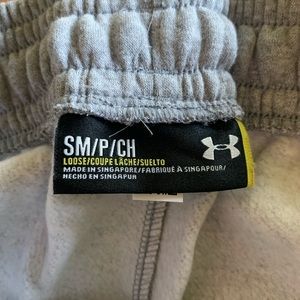 SM/P/CH
LOOSE/COUPE LÂCHE/SUELTO
MADE IN SINGAPORE/FABRIQUÉ À SINGAPOUR/
HECHO EN SINGAPUR